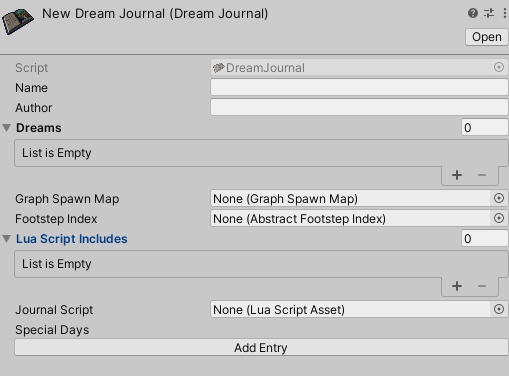 New Dream Journal (Dream Journal)
Open
Script DreamJournal
Name
Author
Dreams 0
List is Empty
Graph Spawn Map None (Graph Spawn Map)
Footstep Index None (Abstract Footstep Index)
Lua Script Includes 0
List is Empty
Journal Script None (Lua Script Asset)
Special Days
Add Entry